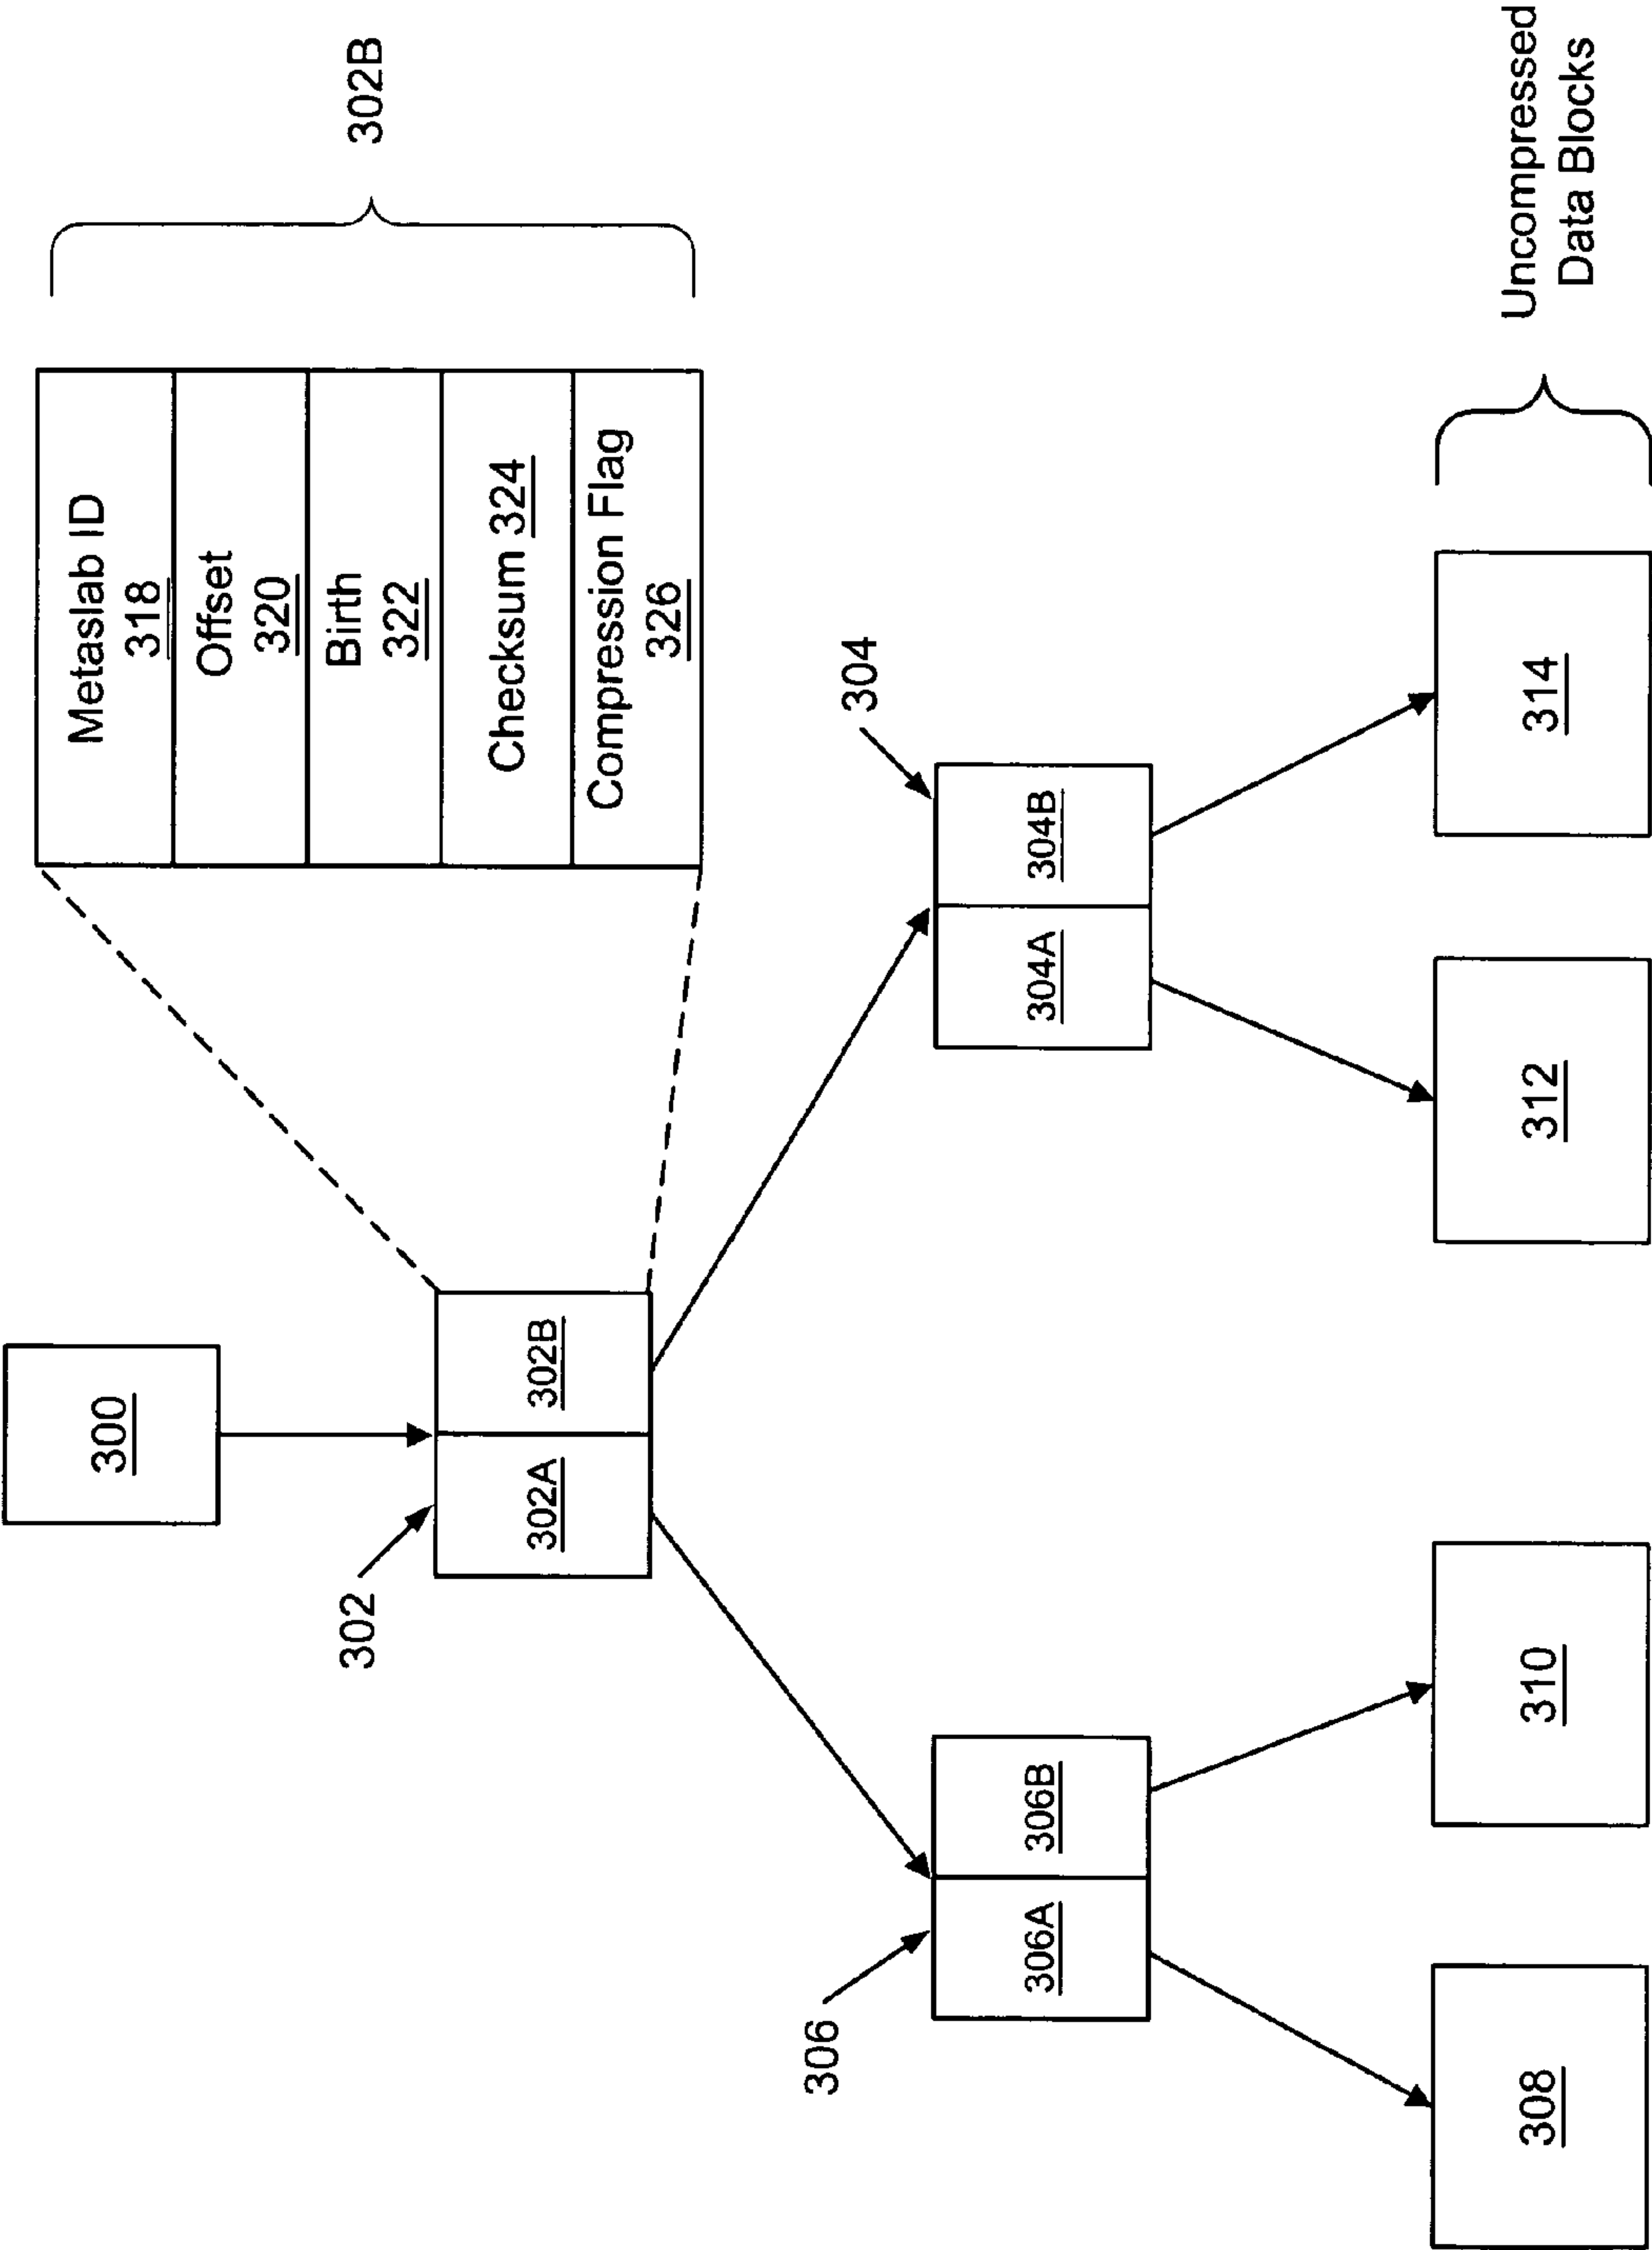 300
302
302A
302B
Metaslab ID
318
Offset
320
Birth
322
Checksum 324
Compression Flag
326
302B
306
306A
306B
304
304A
304B
308
310
312
314
Uncompressed
Data Blocks